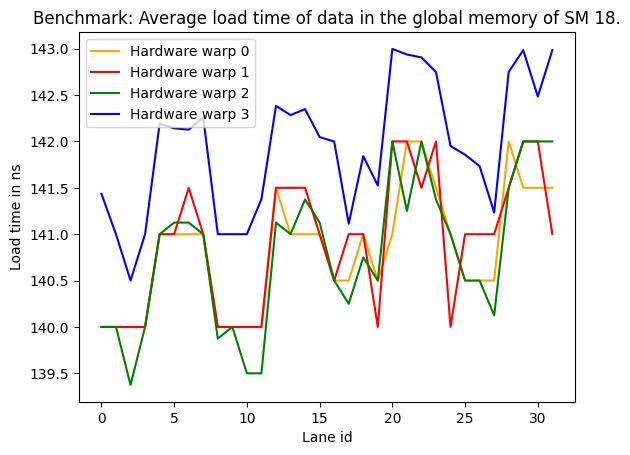 Benchmark: Average load time of data in the global memory of SM 18.
Hardware warp 0
Hardware warp 1
Hardware warp 2
Hardware warp 3
Load time in ns
143.0
142.5
142.0
141.5
141.0
140.5
140.0
139.5
0 5 10 15 20 25 30
Lane id